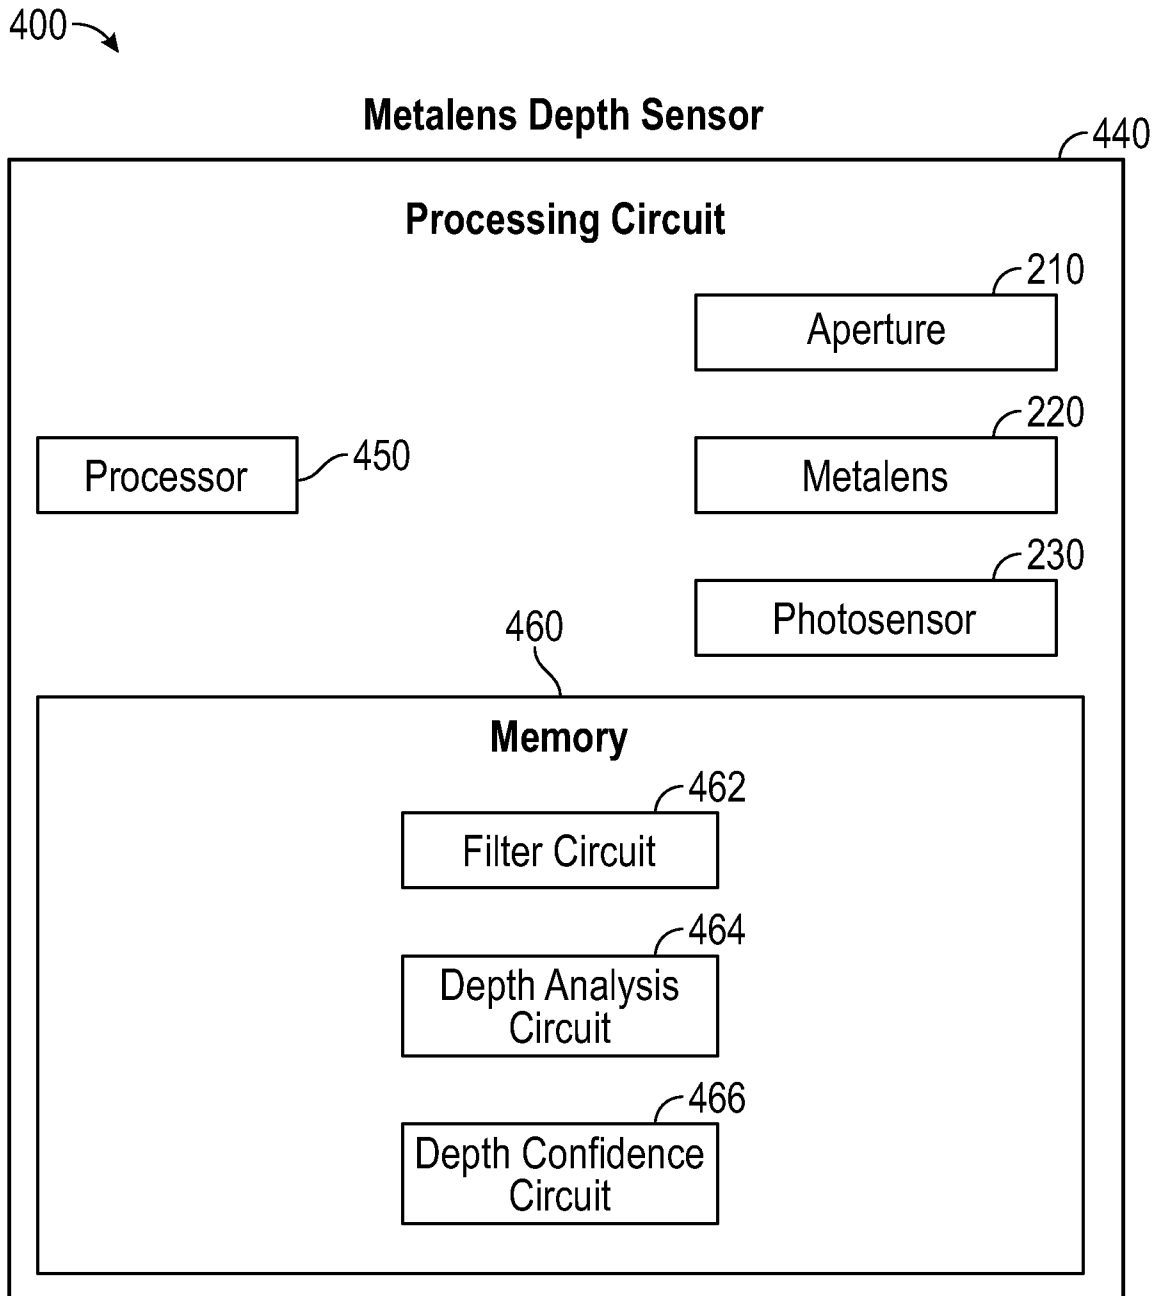 400
Metalens Depth Sensor
440
Processing Circuit
210
Aperture
220
Metalens
Processor
450
230
Photosensor
460
Memory
462
Filter Circuit
464
Depth Analysis
Circuit
466
Depth Confidence
Circuit